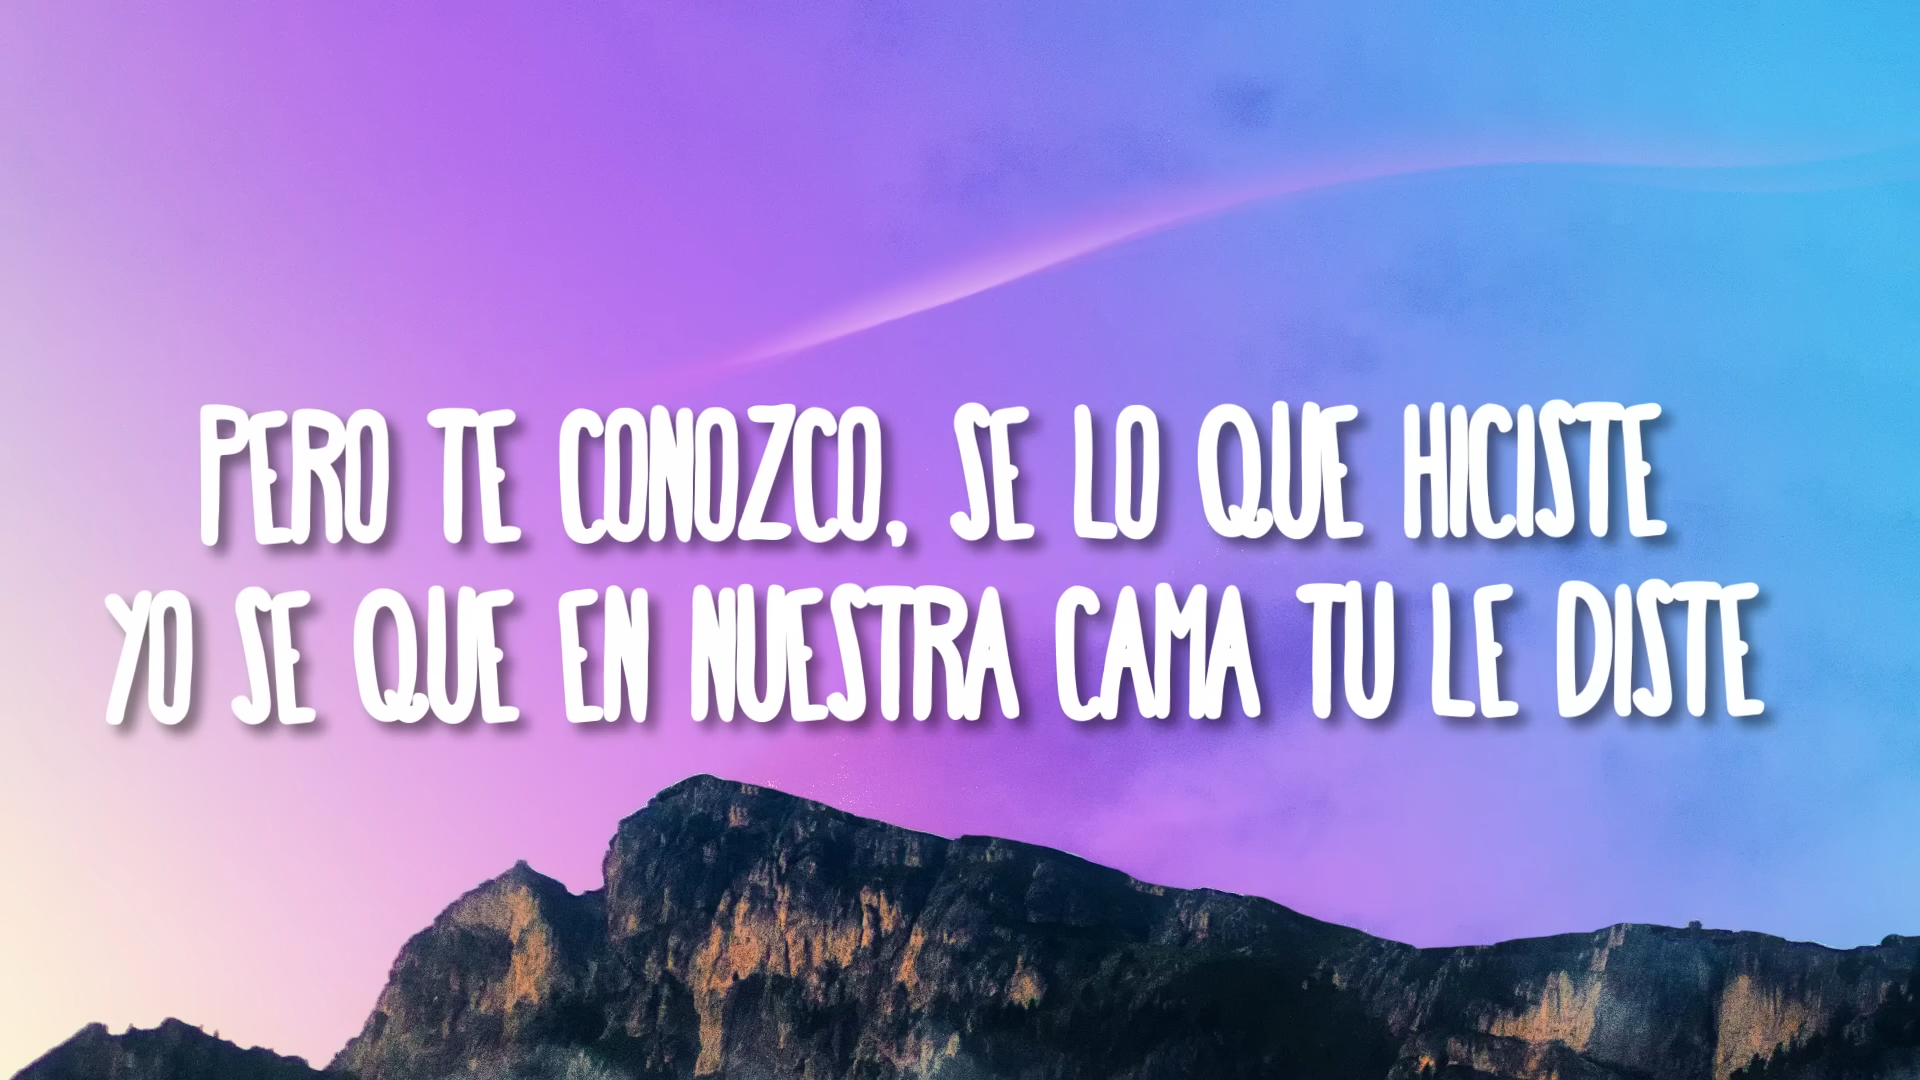 PERO TE CONOZCO, SE LO QUE HICISTE
YO SE QUE EN NUESTRA CAMA TU LE DISTE